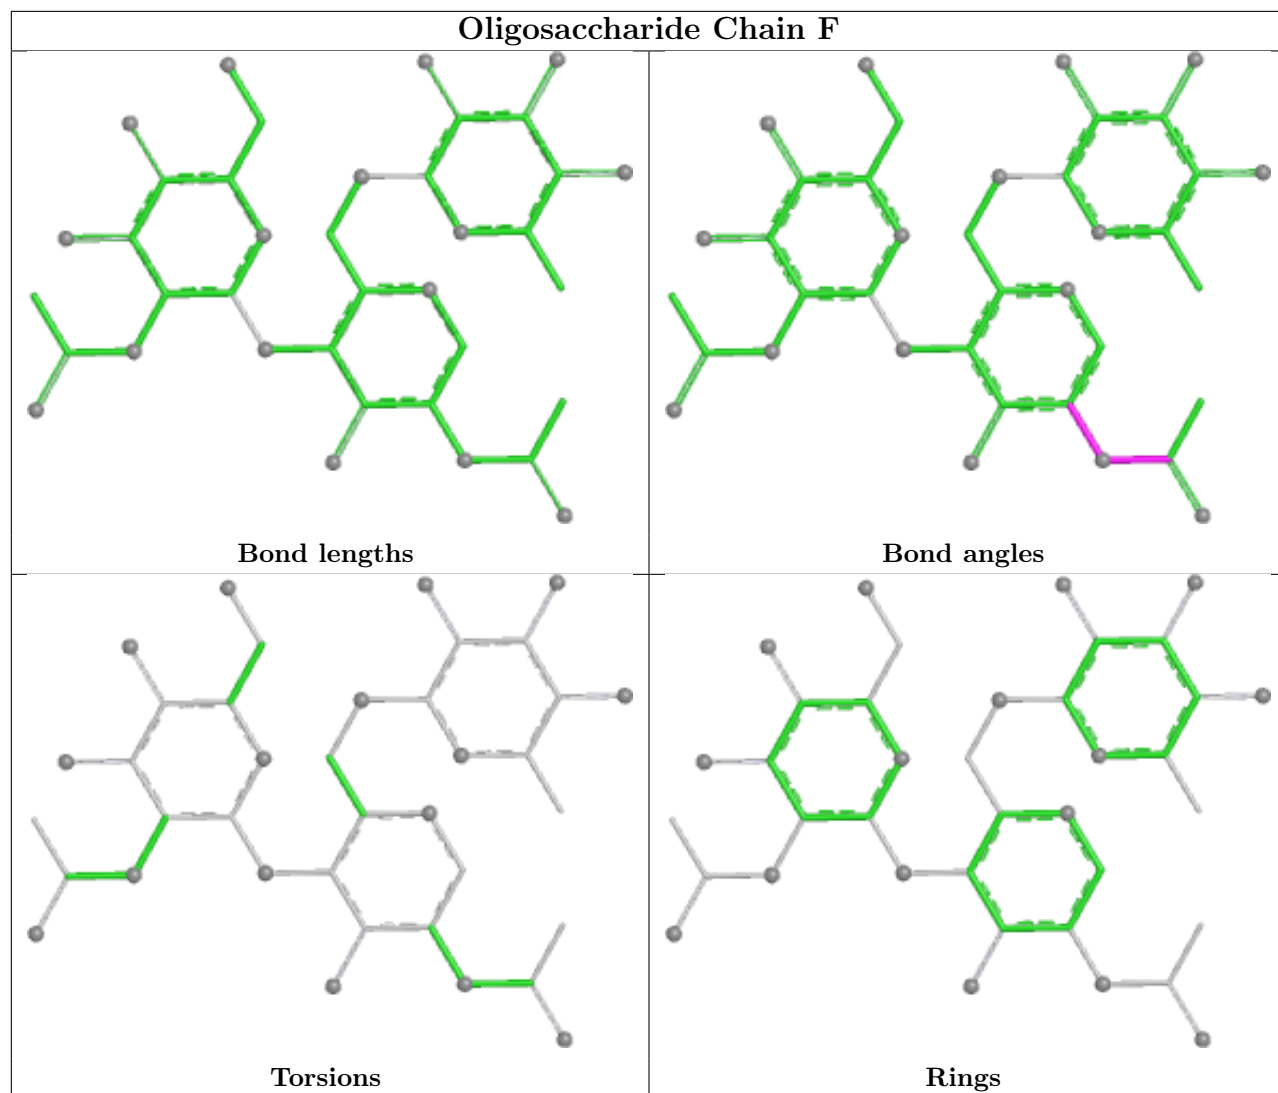 Oligosaccharide Chain F
Bond lengths
Bond angles
Torsions
Rings